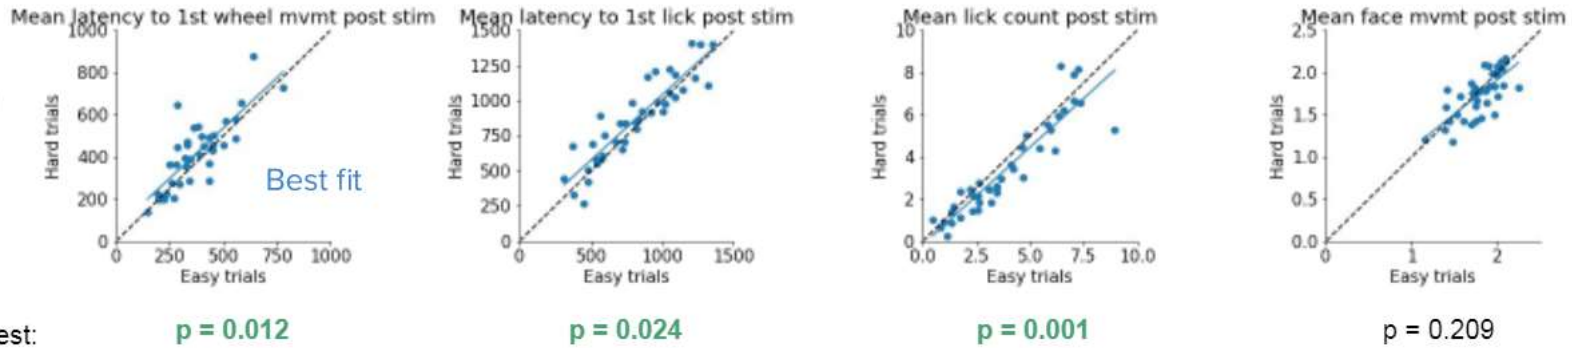 Mean latency to 1st wheel mvmt post stim
1000
800
600
400
200
0
Hard trials
Best fit
0 250 500 750 1000
Easy trials
p = 0.012
Mean latency to 1st lick post stim
1500
1250
1000
750
500
250
0
Hard trials
0 500 1000 1500
Easy trials
p = 0.024
Mean lick count post stim
10
8
6
4
2
0
Hard trials
0.0 2.5 5.0 7.5 10.0
Easy trials
p = 0.001
Mean face mvmt post stim
2.5
2.0
1.5
1.0
0.5
0.0
Hard trials
0 1 2
Easy trials
p = 0.209
est: